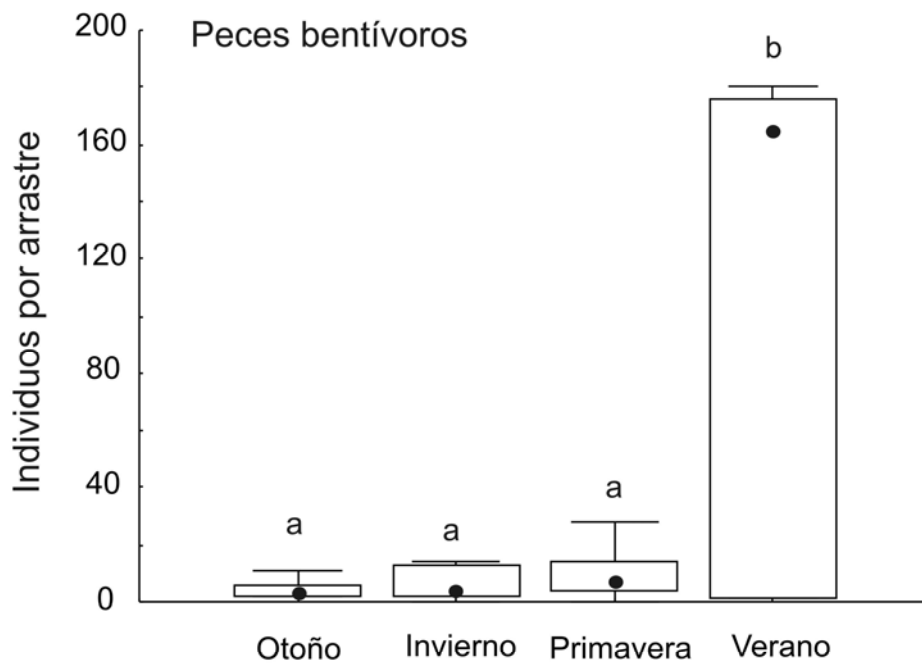 Peces bentívoros
Individuos por arrastre
200
160
120
80
40
0
a
a
a
b
Otoño
Invierno
Primavera
Verano